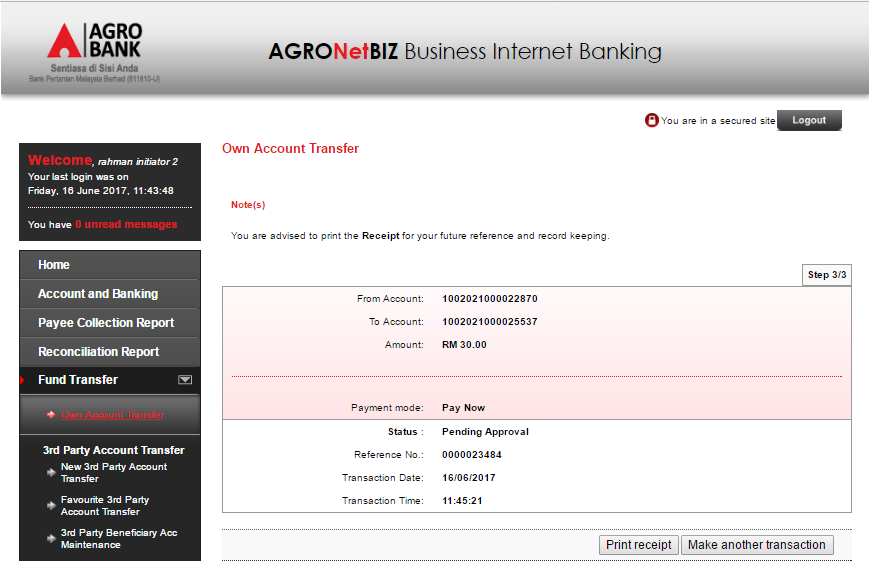 AGRO
BANK
Sentiasa di Sisi Anda
Bank Pertanian Malaysia Berhad (811810-U)
AGRONetBIZ Business Internet Banking
You are in a secured site
Logout
Welcome, rahman initiator 2
Your last login was on
Friday, 16 June 2017, 11:43:48
You have 0 unread messages
Home
Account and Banking
Payee Collection Report
Reconciliation Report
Fund Transfer
Own Account Transfer
3rd Party Account Transfer
New 3rd Party Account
Transfer
Favourite 3rd Party
Account Transfer
3rd Party Beneficiary Acc
Maintenance
Own Account Transfer
Note(s)
You are advised to print the Receipt for your future reference and record keeping.
Step 3/3
From Account: 1002021000022870
To Account: 1002021000025537
Amount: RM 30.00
Payment mode: Pay Now
Status : Pending Approval
Reference No.: 0000023484
Transaction Date: 16/06/2017
Transaction Time: 11:45:21
Print receipt
Make another transaction